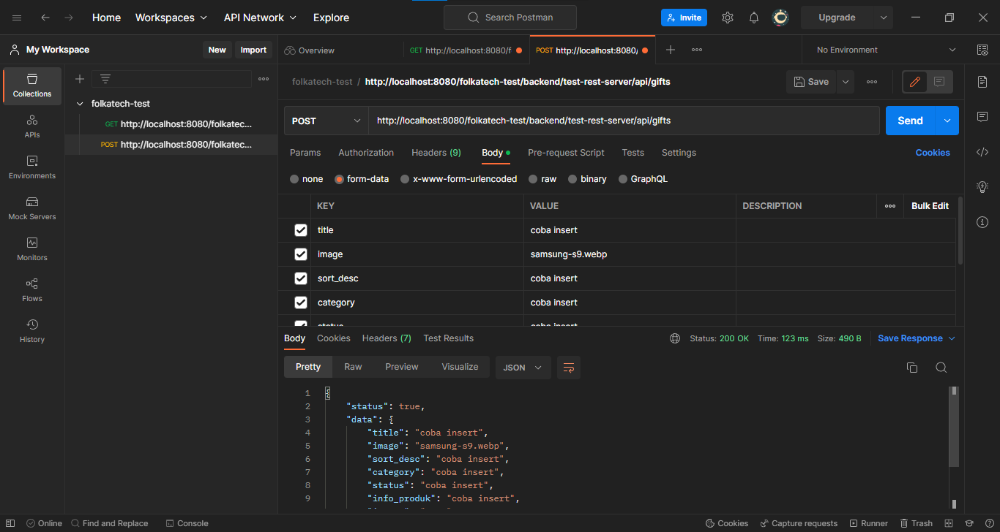 Home Workspaces API Network Explore Search Postman Invite Upgrade
My Workspace New Import Overview GET http://localhost:8080/f POST http://localhost:8080/ No Environment
Collections
APIs
Environments
Mock Servers
Monitors
Flows
History
folkatech-test
GET http://localhost:8080/folkatec...
POST http://localhost:8080/folkatec...
folkatech-test / http://localhost:8080/folkatech-test/backend/test-rest-server/api/gifts Save
POST http://localhost:8080/folkatech-test/backend/test-rest-server/api/gifts Send
Params Authorization Headers (9) Body Pre-request Script Tests Settings Cookies
none form-data x-www-form-urlencoded raw binary GraphQL
KEY VALUE DESCRIPTION Bulk Edit
title coba insert
image samsung-s9.webp
sort_desc coba insert
category coba insert
status coba insert
Body Cookies Headers (7) Test Results Status: 200 OK Time: 123 ms Size: 490 B Save Response
Pretty Raw Preview Visualize JSON
1 {
2 "status": true,
3 "data": {
4 "title": "coba insert",
5 "image": "samsung-s9.webp",
6 "sort_desc": "coba insert",
7 "category": "coba insert",
8 "status": "coba insert",
9 "info_produk": "coba insert",
Online Find and Replace Console Cookies Capture requests Runner Trash